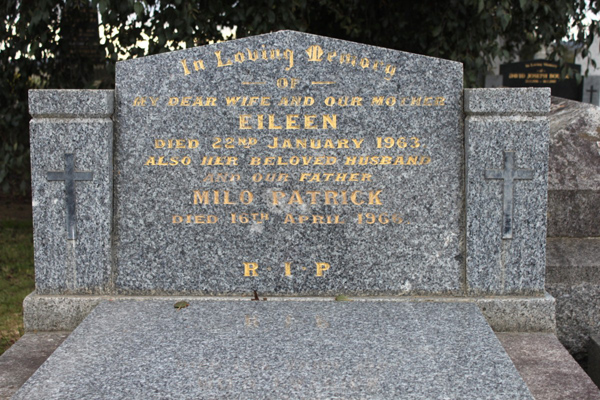 In Loving Memory
OF
MY DEAR WIFE AND OUR MOTHER
EILEEN
DIED 22ND JANUARY 1963.
ALSO HER BELOVED HUSBAND
AND OUR FATHER
MILO PATRICK
DIED 16TH APRIL
R I P